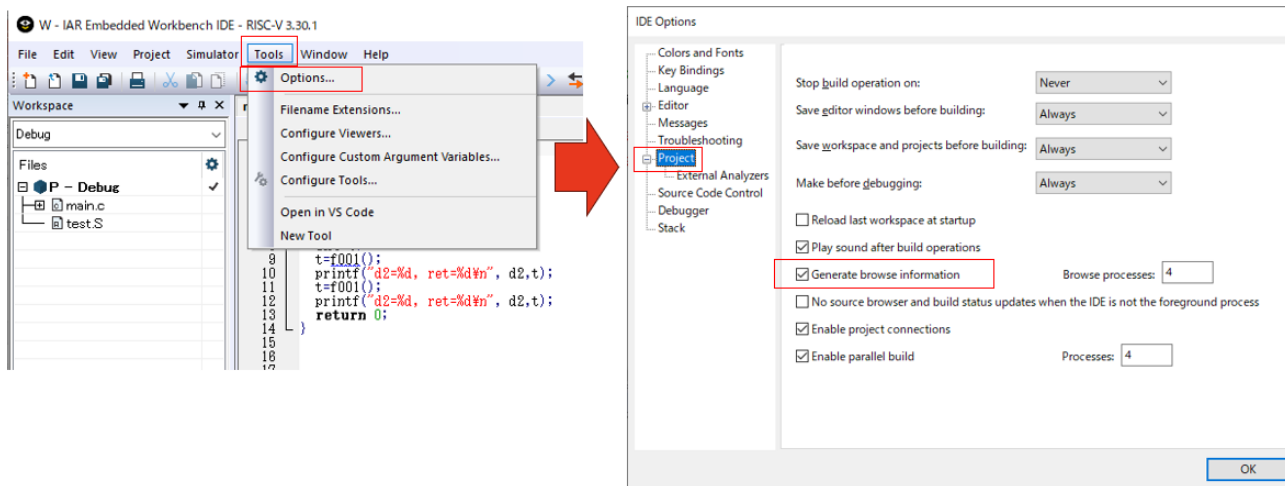 W - IAR Embedded Workbench IDE - RISC-V 3.30.1
File Edit View Project Simulator Tools Window Help
Options...
Workspace
Filename Extensions...
Debug
Configure Viewers...
Configure Custom Argument Variables...
Files
Configure Tools...
P - Debug
main.c
Open in VS Code
test.S
New Tool
9 t=f001();
10 printf("d2=%d, ret=%d¥n", d2,t);
11 t=f001();
12 printf("d2=%d, ret=%d¥n", d2,t);
13 return 0;
14 }
15
16
IDE Options
Colors and Fonts
Key Bindings
Language
Editor
Messages
Troubleshooting
Project
External Analyzers
Source Code Control
Debugger
Stack
Stop build operation on: Never
Save editor windows before building: Always
Save workspace and projects before building: Always
Make before debugging: Always
Reload last workspace at startup
Play sound after build operations
Generate browse information Browse processes: 4
No source browser and build status updates when the IDE is not the foreground process
Enable project connections
Enable parallel build Processes: 4
OK